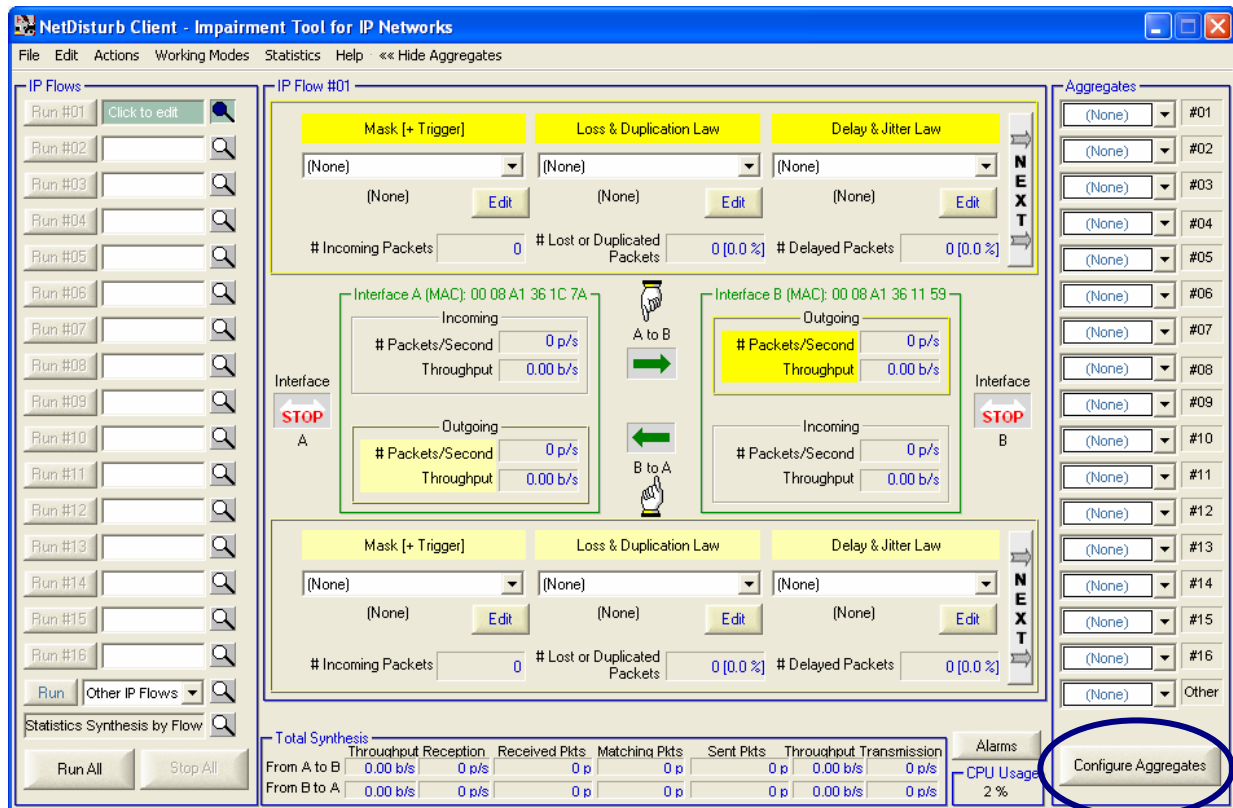 NetDisturb Client - Impairment Tool for IP Networks
File Edit Actions Working Modes Statistics Help «« Hide Aggregates
IP Flows
Run #01 Click to edit
Run #02
Run #03
Run #04
Run #05
Run #06
Run #07
Run #08
Run #09
Run #10
Run #11
Run #12
Run #13
Run #14
Run #15
Run #16
Run Other IP Flows
Statistics Synthesis by Flow
Run All Stop All
IP Flow #01
Mask [+ Trigger] Loss & Duplication Law Delay & Jitter Law
(None) (None) (None)
(None) Edit (None) Edit (None) Edit
# Incoming Packets 0 # Lost or Duplicated Packets 0 [0.0 %] # Delayed Packets 0 [0.0 %]
NEXT
Interface A (MAC): 00 08 A1 36 1C 7A
Incoming
# Packets/Second 0 p/s
Throughput 0.00 b/s
Outgoing
# Packets/Second 0 p/s
Throughput 0.00 b/s
Interface
STOP
A
A to B
B to A
Interface B (MAC): 00 08 A1 36 11 59
Outgoing
# Packets/Second 0 p/s
Throughput 0.00 b/s
Incoming
# Packets/Second 0 p/s
Throughput 0.00 b/s
Interface
STOP
B
Mask [+ Trigger] Loss & Duplication Law Delay & Jitter Law
(None) (None) (None)
(None) Edit (None) Edit (None) Edit
# Incoming Packets 0 # Lost or Duplicated Packets 0 [0.0 %] # Delayed Packets 0 [0.0 %]
NEXT
Total Synthesis
Throughput Reception Received Pkts Matching Pkts Sent Pkts Throughput Transmission
From A to B 0.00 b/s 0 p/s 0 p 0 p 0 p 0.00 b/s 0 p/s
From B to A 0.00 b/s 0 p/s 0 p 0 p 0 p 0.00 b/s 0 p/s
Alarms
CPU Usage
2 %
Aggregates
(None) #01
(None) #02
(None) #03
(None) #04
(None) #05
(None) #06
(None) #07
(None) #08
(None) #09
(None) #10
(None) #11
(None) #12
(None) #13
(None) #14
(None) #15
(None) #16
(None) Other
Configure Aggregates